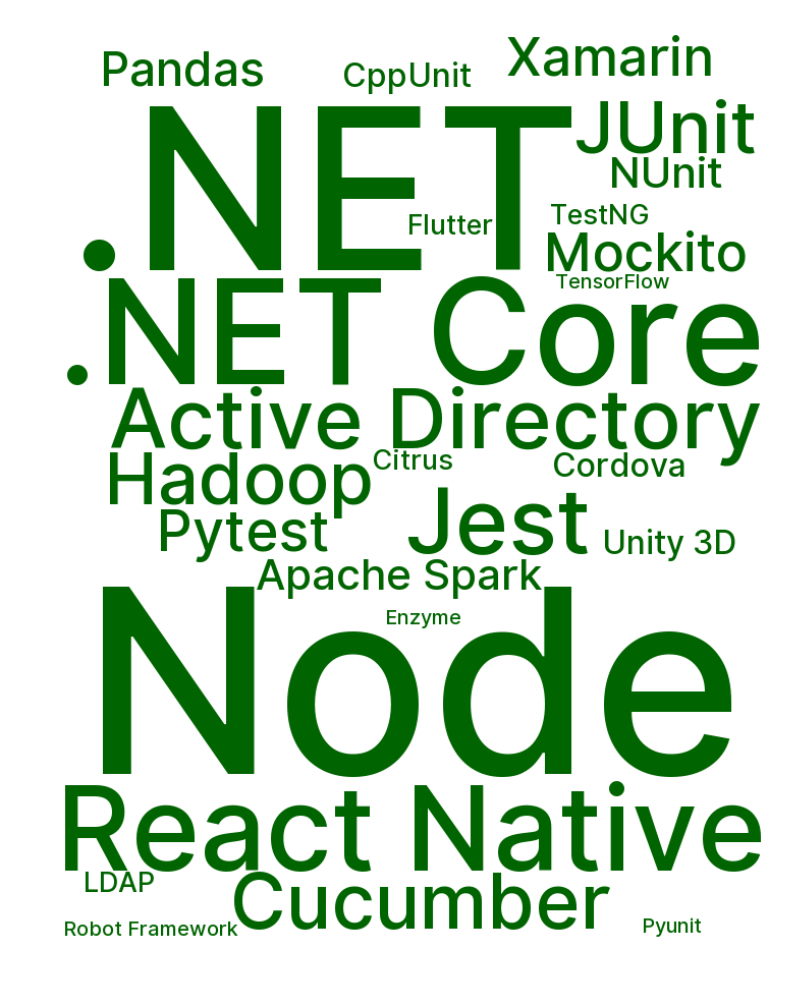 Xamarin
Pandas
CppUnit
.NET
JUnit
NUnit
Flutter
TestNG
Mockito
TensorFlow
.NET Core
Active Directory
Hadoop
Citrus
Cordova
Pytest
Jest
Unity 3D
Apache Spark
Enzyme
Node
React Native
LDAP
Cucumber
Robot Framework
Pyunit